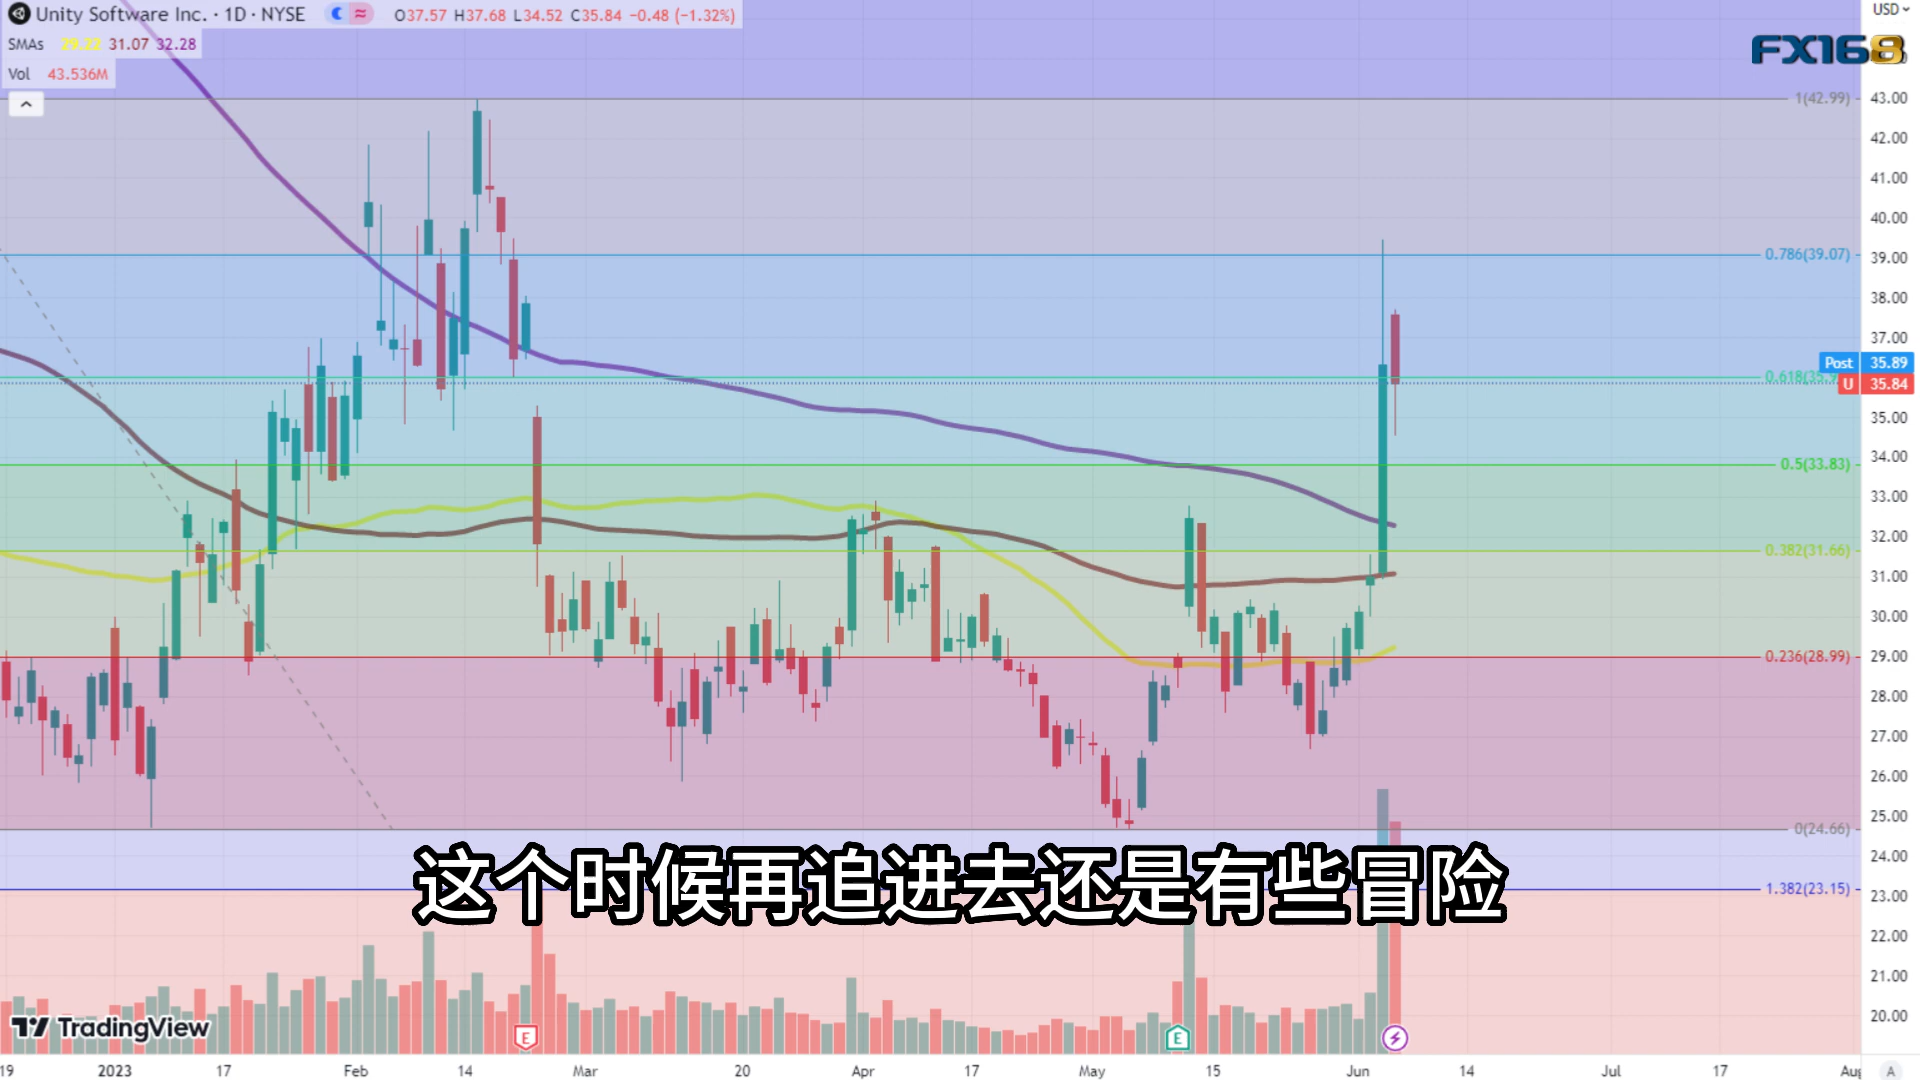 Unity Software Inc. · 1D · NYSE O37.57 H37.68 L34.52 C35.84 −0.48 (−1.32%)
USD
SMAs 29.22 31.07 32.28
FX168
Vol 43.536M
1(42.99)
43.00
42.00
41.00
40.00
0.786(39.07)
39.00
38.00
37.00
Post 35.89
U 35.84
35.00
34.00
0.5(33.83)
33.00
32.00
0.382(31.66)
31.00
30.00
0.236(28.99)
29.00
28.00
27.00
26.00
25.00
0(24.66)
24.00
这个时候再追进去还是有些冒险
1.382(23.15)
23.00
22.00
21.00
20.00
TradingView
E
E
19 2023 17 Feb 14 Mar 20 Apr 17 May 15 Jun 14 Jul 17 Aug
A